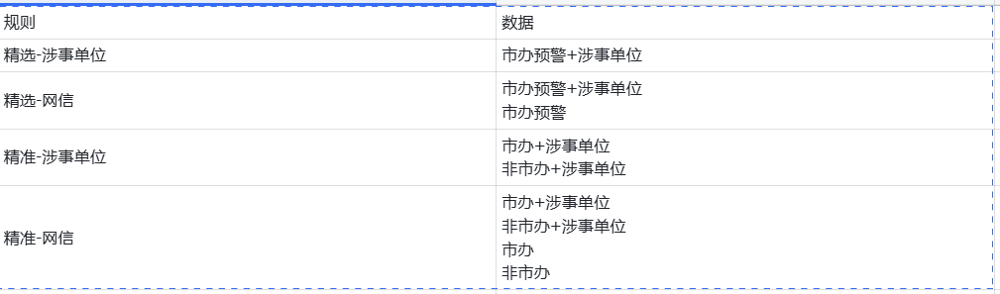 规则
数据
精选-涉事单位
市办预警+涉事单位
精选-网信
市办预警+涉事单位
市办预警
精准-涉事单位
市办+涉事单位
非市办+涉事单位
精准-网信
市办+涉事单位
非市办+涉事单位
市办
非市办